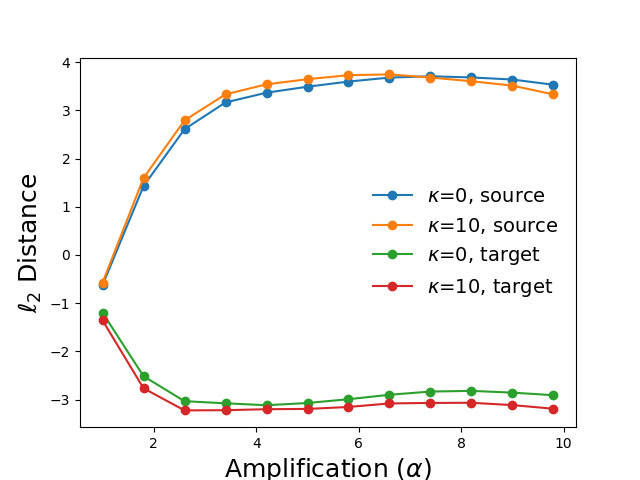 4
3
2
1
0
−1
−2
−3
ℓ2 Distance
κ=0, source
κ=10, source
κ=0, target
κ=10, target
2 4 6 8 10
Amplification (α)